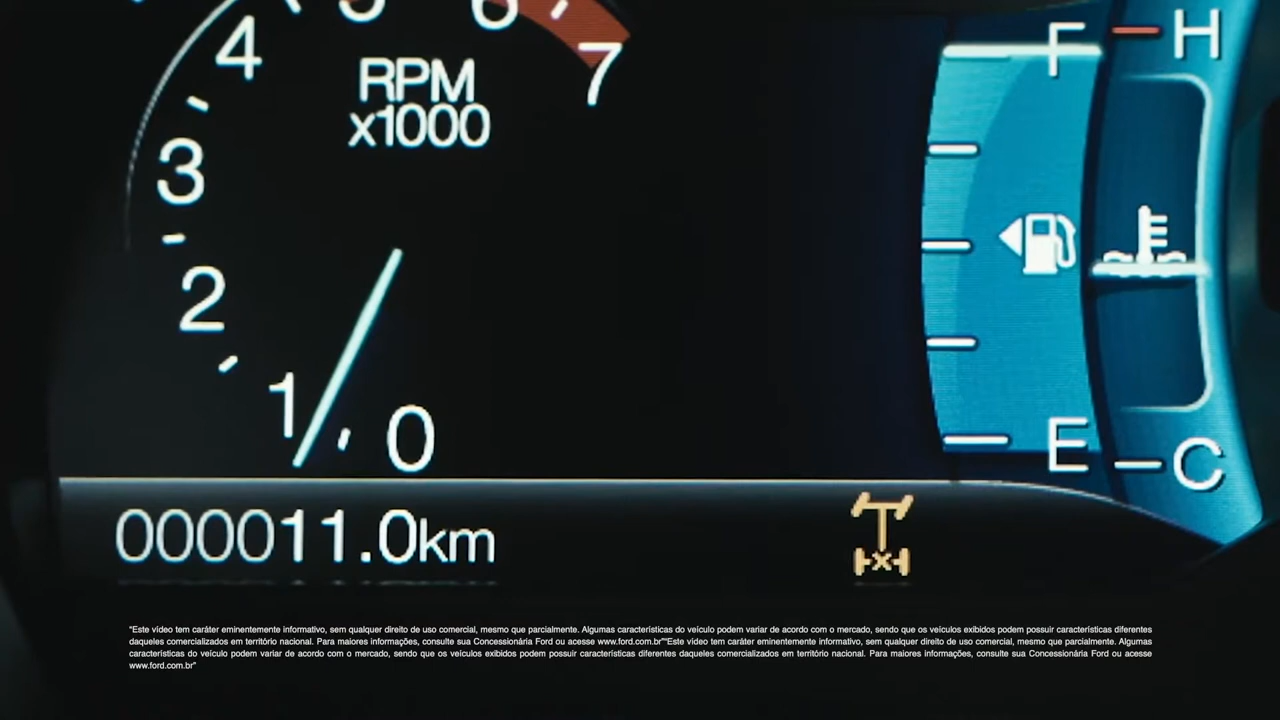 5
6
4
7
RPM
x1000
3
2
1
0
F
H
E
C
000011.0km
"Este vídeo tem caráter eminentemente informativo, sem qualquer direito de uso comercial, mesmo que parcialmente. Algumas características do veículo podem variar de acordo com o mercado, sendo que os veículos exibidos podem possuir características diferentes
daqueles comercializados em território nacional. Para maiores informações, consulte sua Concessionária Ford ou acesse www.ford.com.br""Este vídeo tem caráter eminentemente informativo, sem qualquer direito de uso comercial, mesmo que parcialmente. Algumas
características do veículo podem variar de acordo com o mercado, sendo que os veículos exibidos podem possuir características diferentes daqueles comercializados em território nacional. Para maiores informações, consulte sua Concessionária Ford ou acesse
www.ford.com.br"